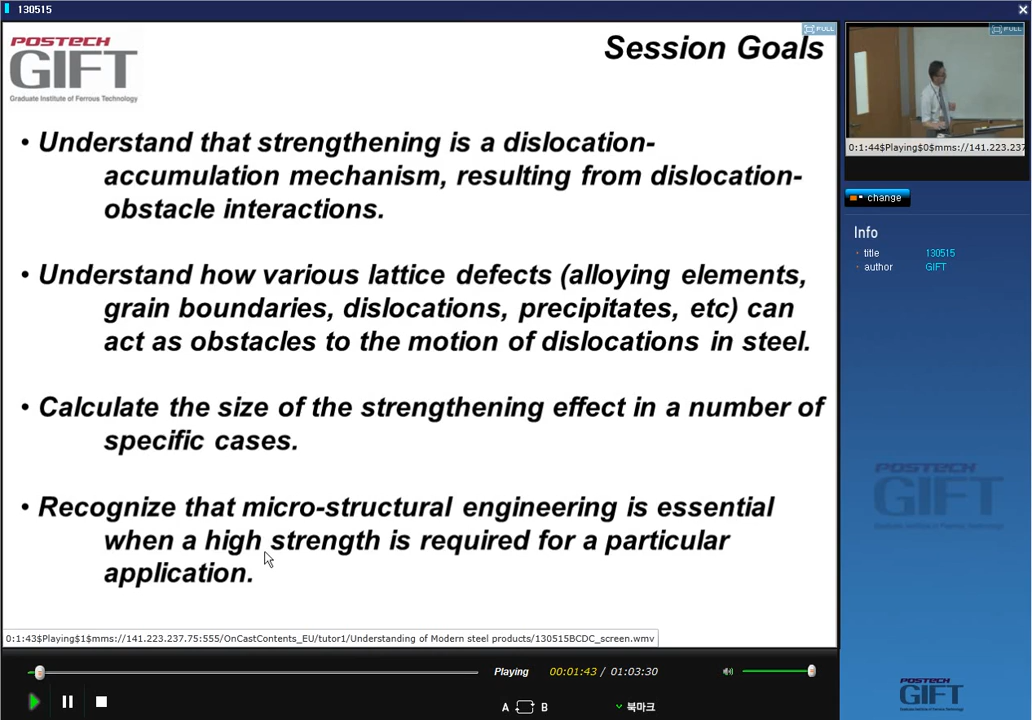 130515
POSTECH
GIFT
Graduate Institute of Ferrous Technology
FULL
Session Goals
• Understand that strengthening is a dislocation-
accumulation mechanism, resulting from dislocation-
obstacle interactions.
• Understand how various lattice defects (alloying elements,
grain boundaries, dislocations, precipitates, etc) can
act as obstacles to the motion of dislocations in steel.
• Calculate the size of the strengthening effect in a number of
specific cases.
• Recognize that micro-structural engineering is essential
when a high strength is required for a particular
application.
0:1:43$Playing$1$mms://141.223.237.75:555/OnCastContents_EU/tutor1/Understanding of Modern steel products/130515BCDC_screen.wmv
Playing 00:01:43 / 01:03:30
A B 북마크
FULL
0:1:44$Playing$0$mms://141.223.237
change
Info
title 130515
author GIFT
POSTECH
GIFT
POSTECH
GIFT